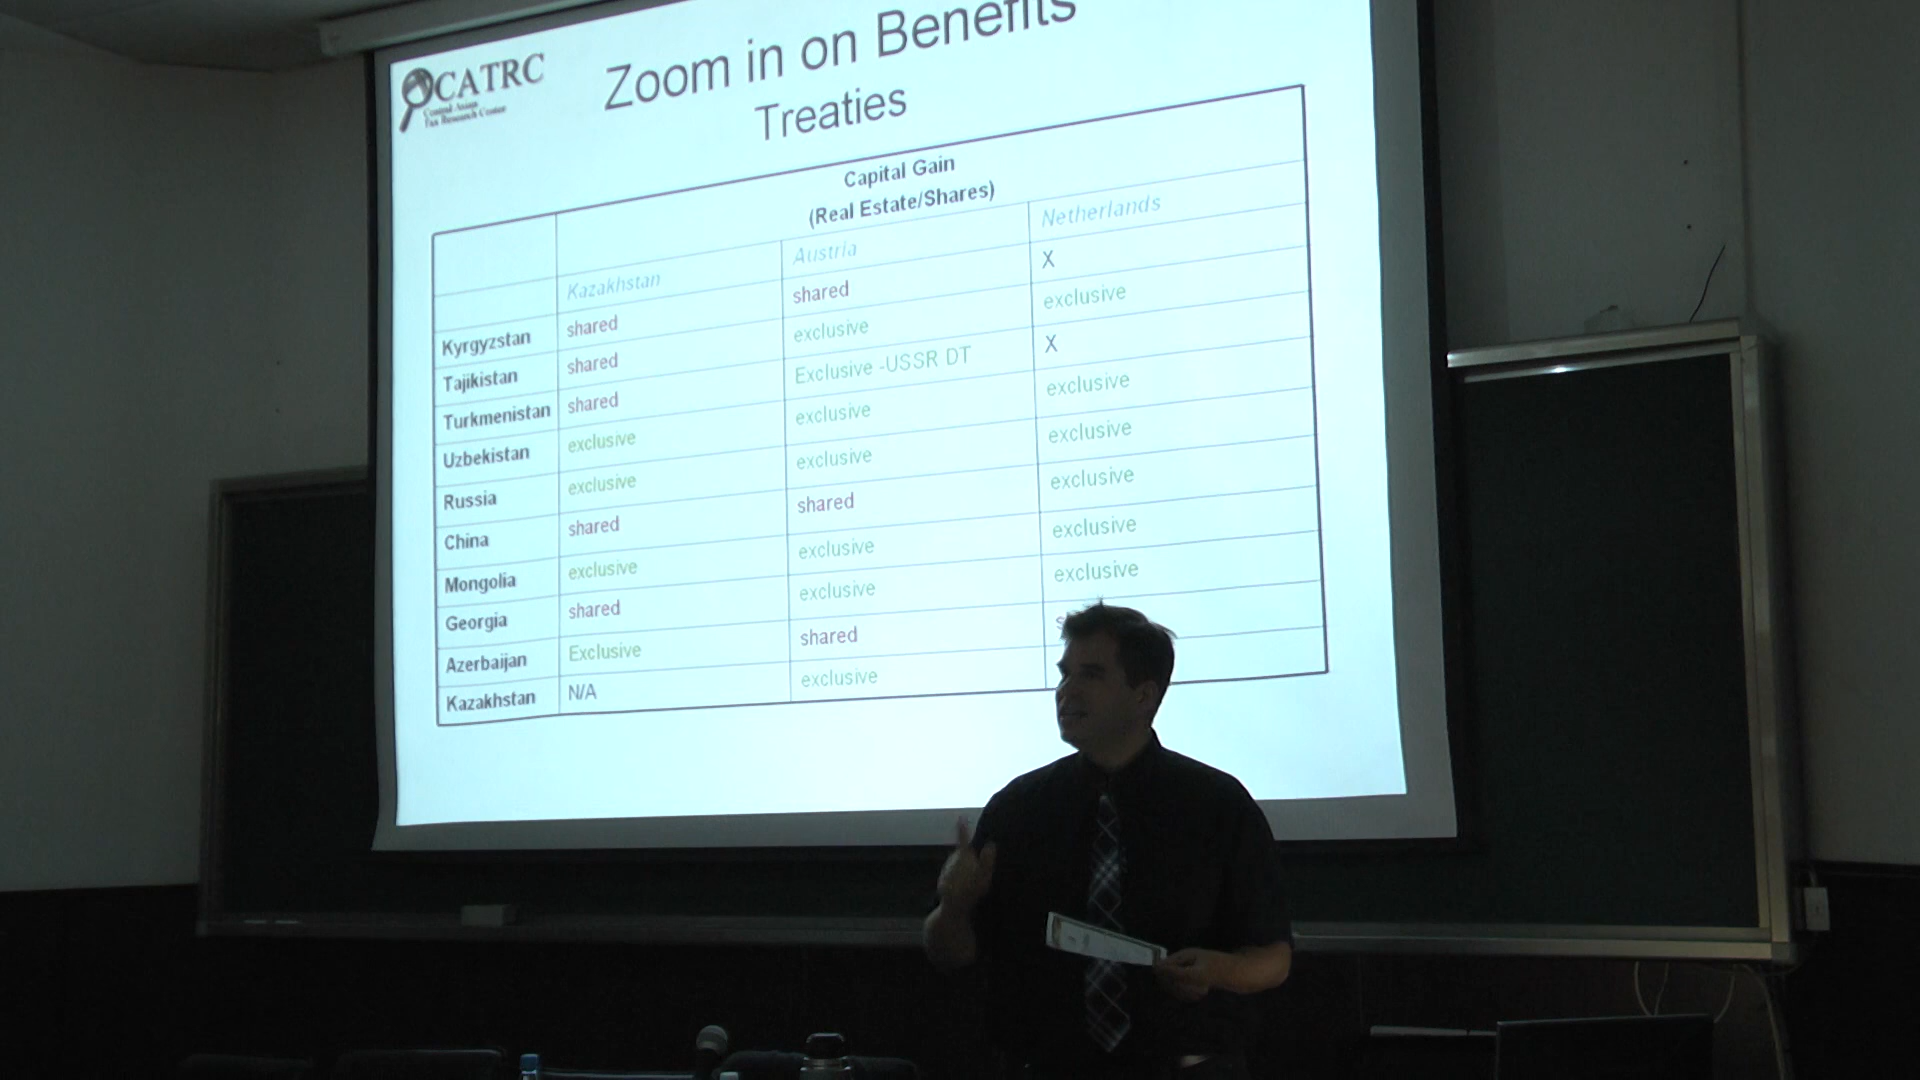 CATRC
Central Asian
Tax Research Center
Zoom in on Benefits
Treaties
Capital Gain
(Real Estate/Shares)
Kazakhstan Austria Netherlands
Kyrgyzstan shared shared X
Tajikistan shared exclusive exclusive
Turkmenistan shared Exclusive -USSR DT X
Uzbekistan exclusive exclusive exclusive
Russia exclusive exclusive exclusive
China shared shared exclusive
Mongolia exclusive exclusive exclusive
Georgia shared exclusive exclusive
Azerbaijan Exclusive shared
Kazakhstan N/A exclusive